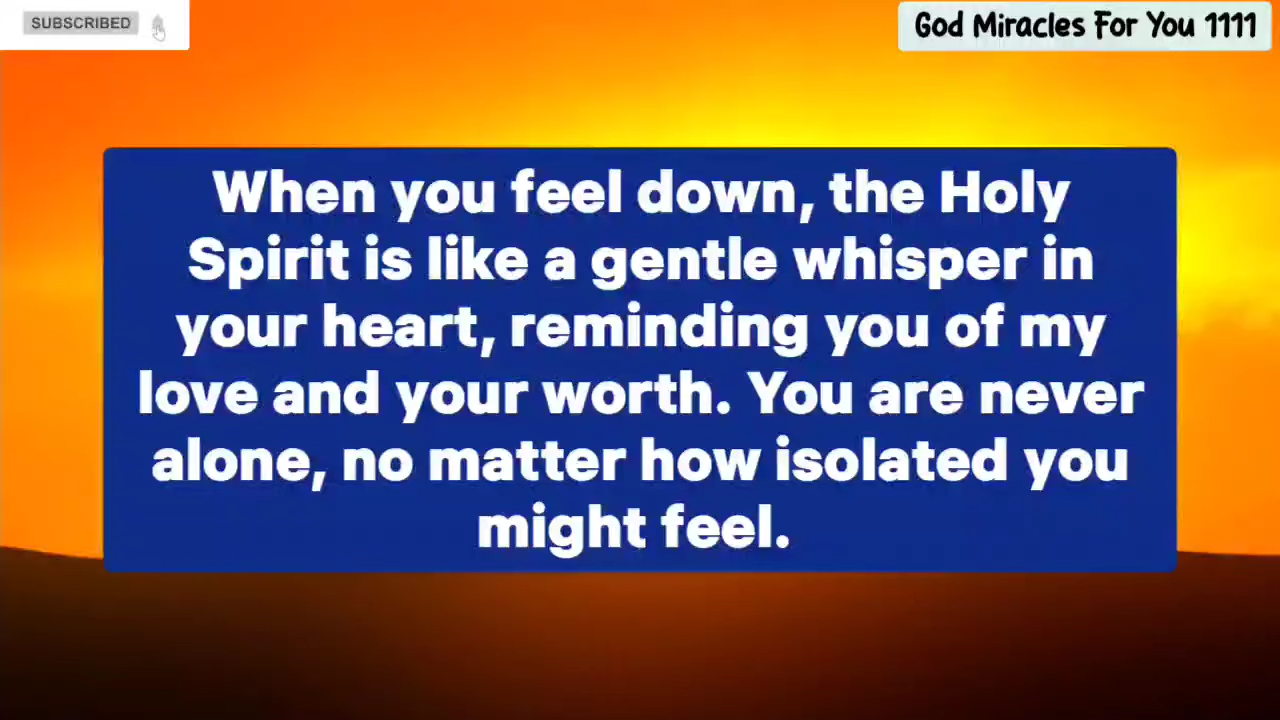 SUBSCRIBED
God Miracles For You 1111
When you feel down, the Holy
Spirit is like a gentle whisper in
your heart, reminding you of my
love and your worth. You are never
alone, no matter how isolated you
might feel.